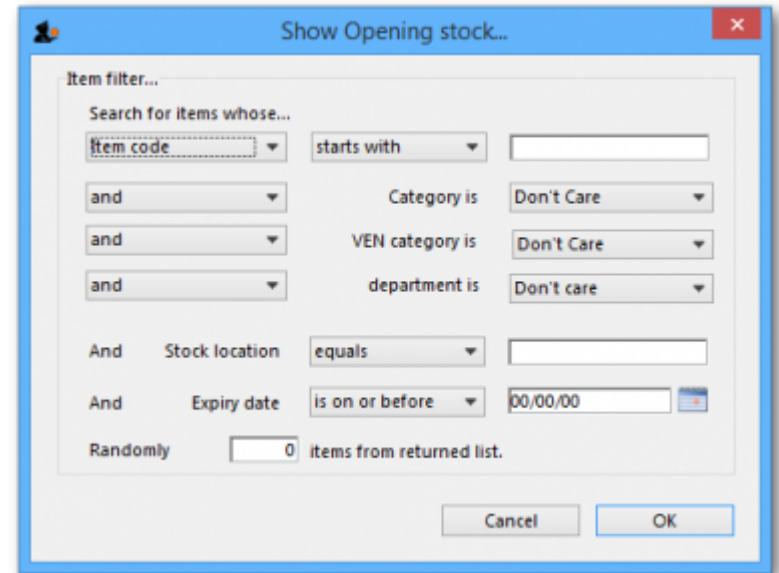 Show Opening stock...
Item filter...
Search for items whose...
Item code starts with
and Category is Don't Care
and VEN category is Don't Care
and department is Don't care
And Stock location equals
And Expiry date is on or before 00/00/00
Randomly 0 items from returned list.
Cancel OK